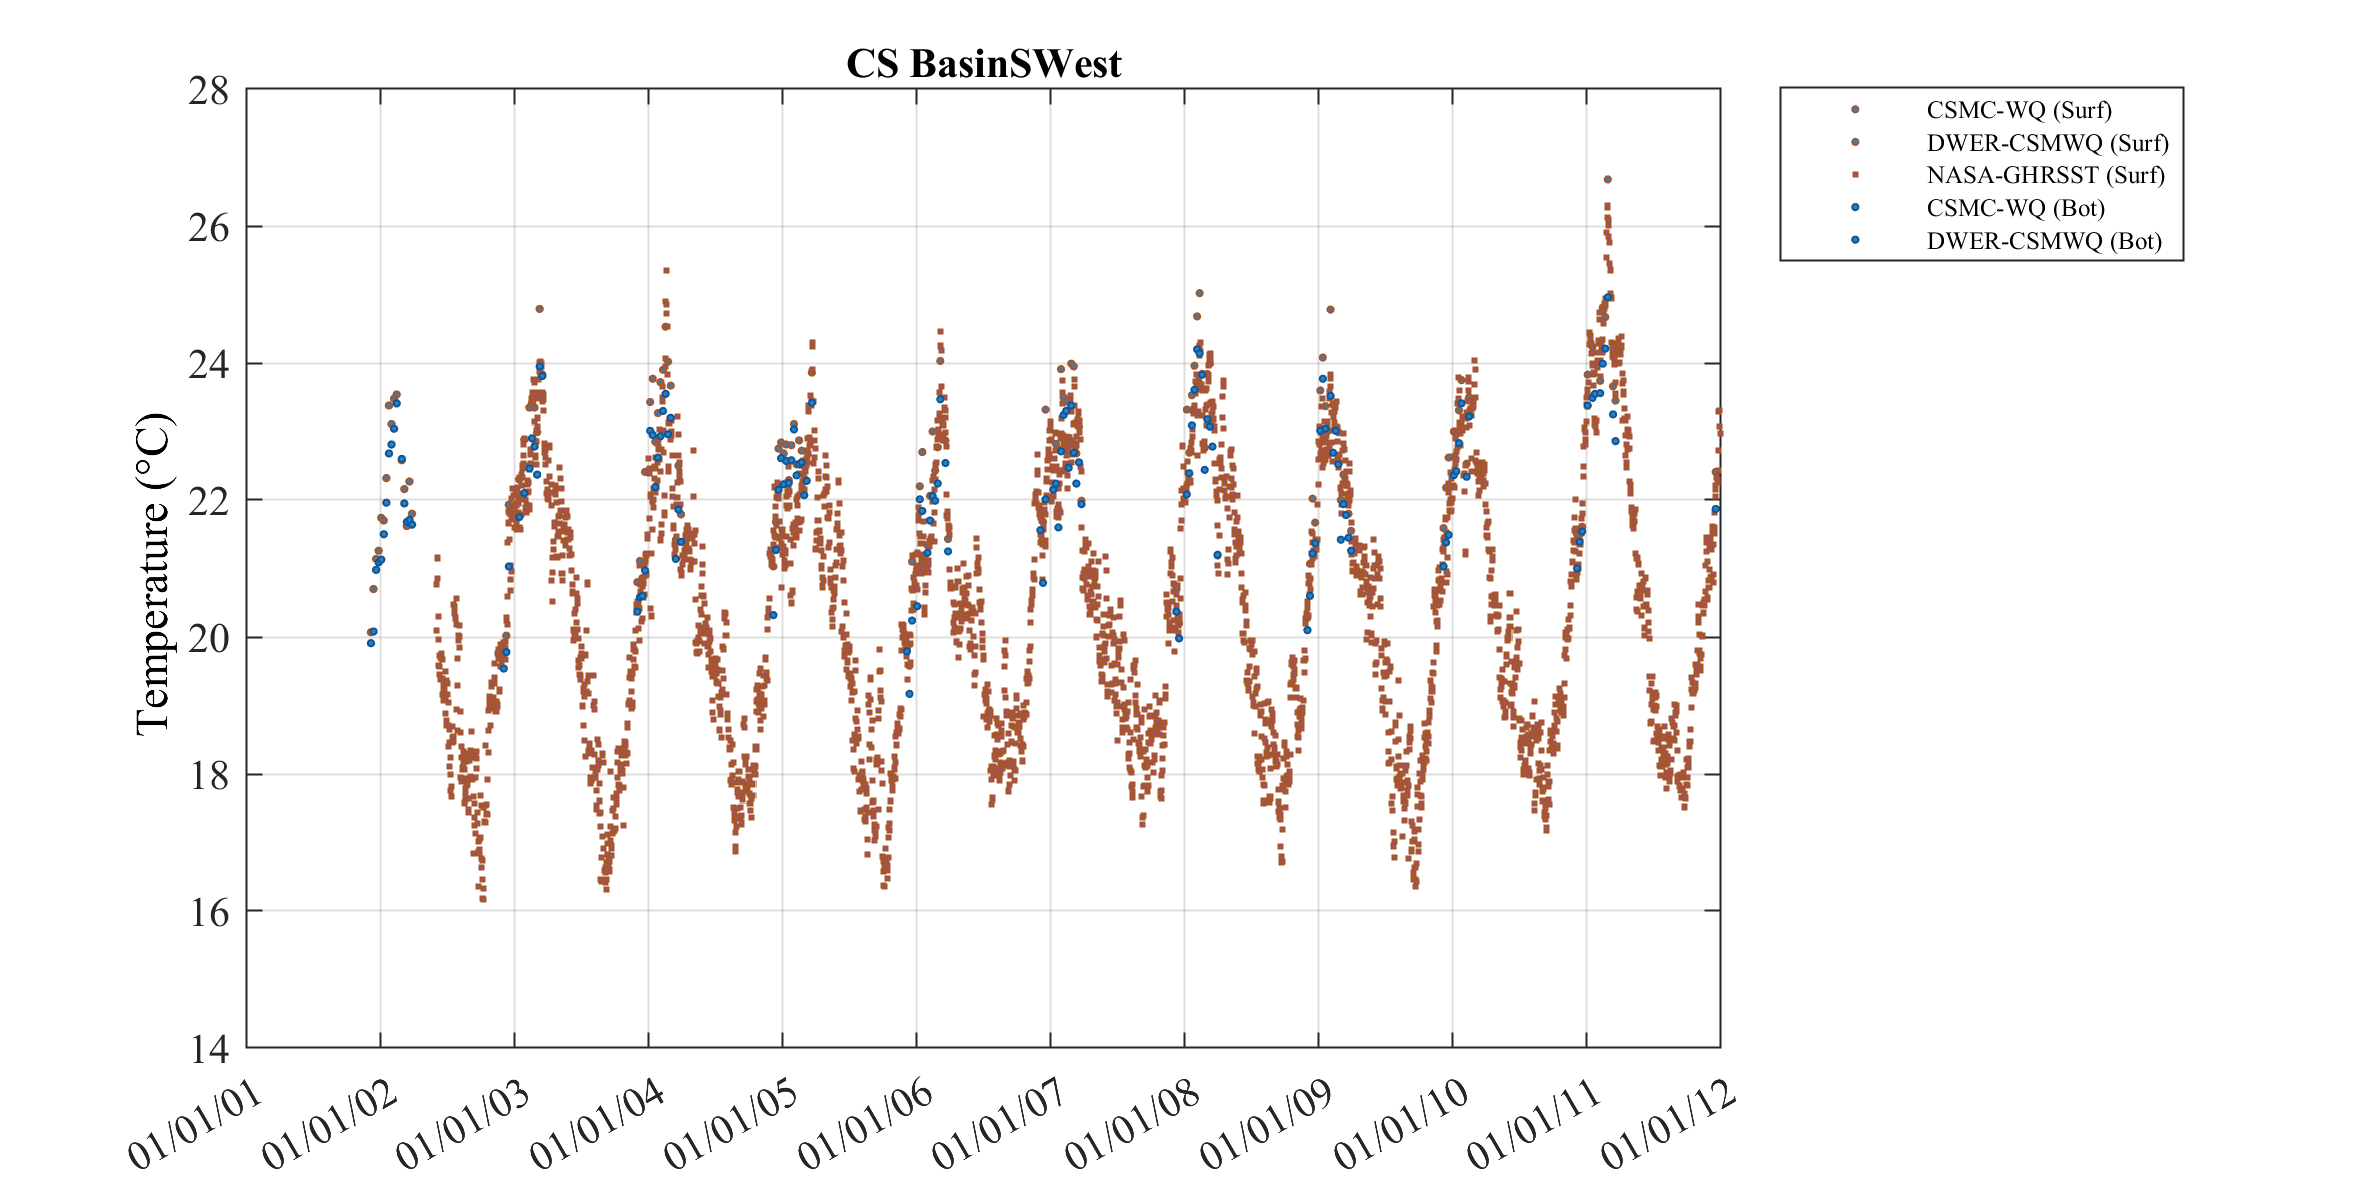 CS BasinSWest
28
26
24
22
20
18
16
14
Temperature (°C)
01/01/01
01/01/02
01/01/03
01/01/04
01/01/05
01/01/06
01/01/07
01/01/08
01/01/09
01/01/10
01/01/11
01/01/12
CSMC-WQ (Surf)
DWER-CSMWQ (Surf)
NASA-GHRSST (Surf)
CSMC-WQ (Bot)
DWER-CSMWQ (Bot)